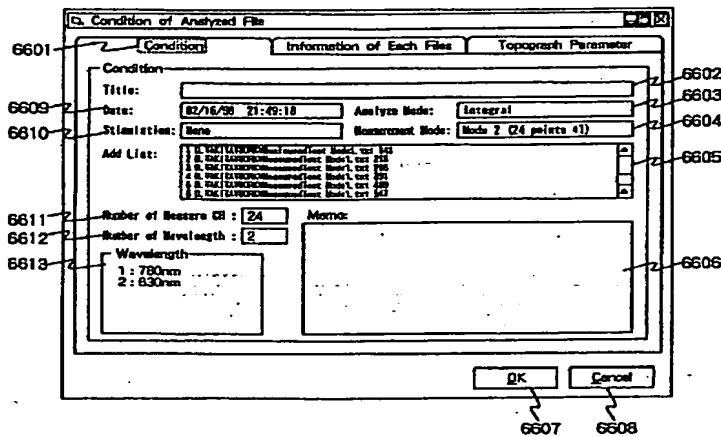 Condition of Analyzed File
6601
Condition
Information of Each Files
Topograph Parameter
Condition
Title:
6602
6609
Date:
02/16/98 21:49:18
Analyze Mode:
Integral
6603
6610
Stimulation:
None
Measurement Mode:
Mode 2 (24 points 41)
6604
Add List:
6605
6611
Number of Measure CH :
24
Memo:
6612
Number of Wavelength :
2
6613
Wavelength
1 : 780nm
2 : 830nm
6606
OK
Cancel
6607
6608